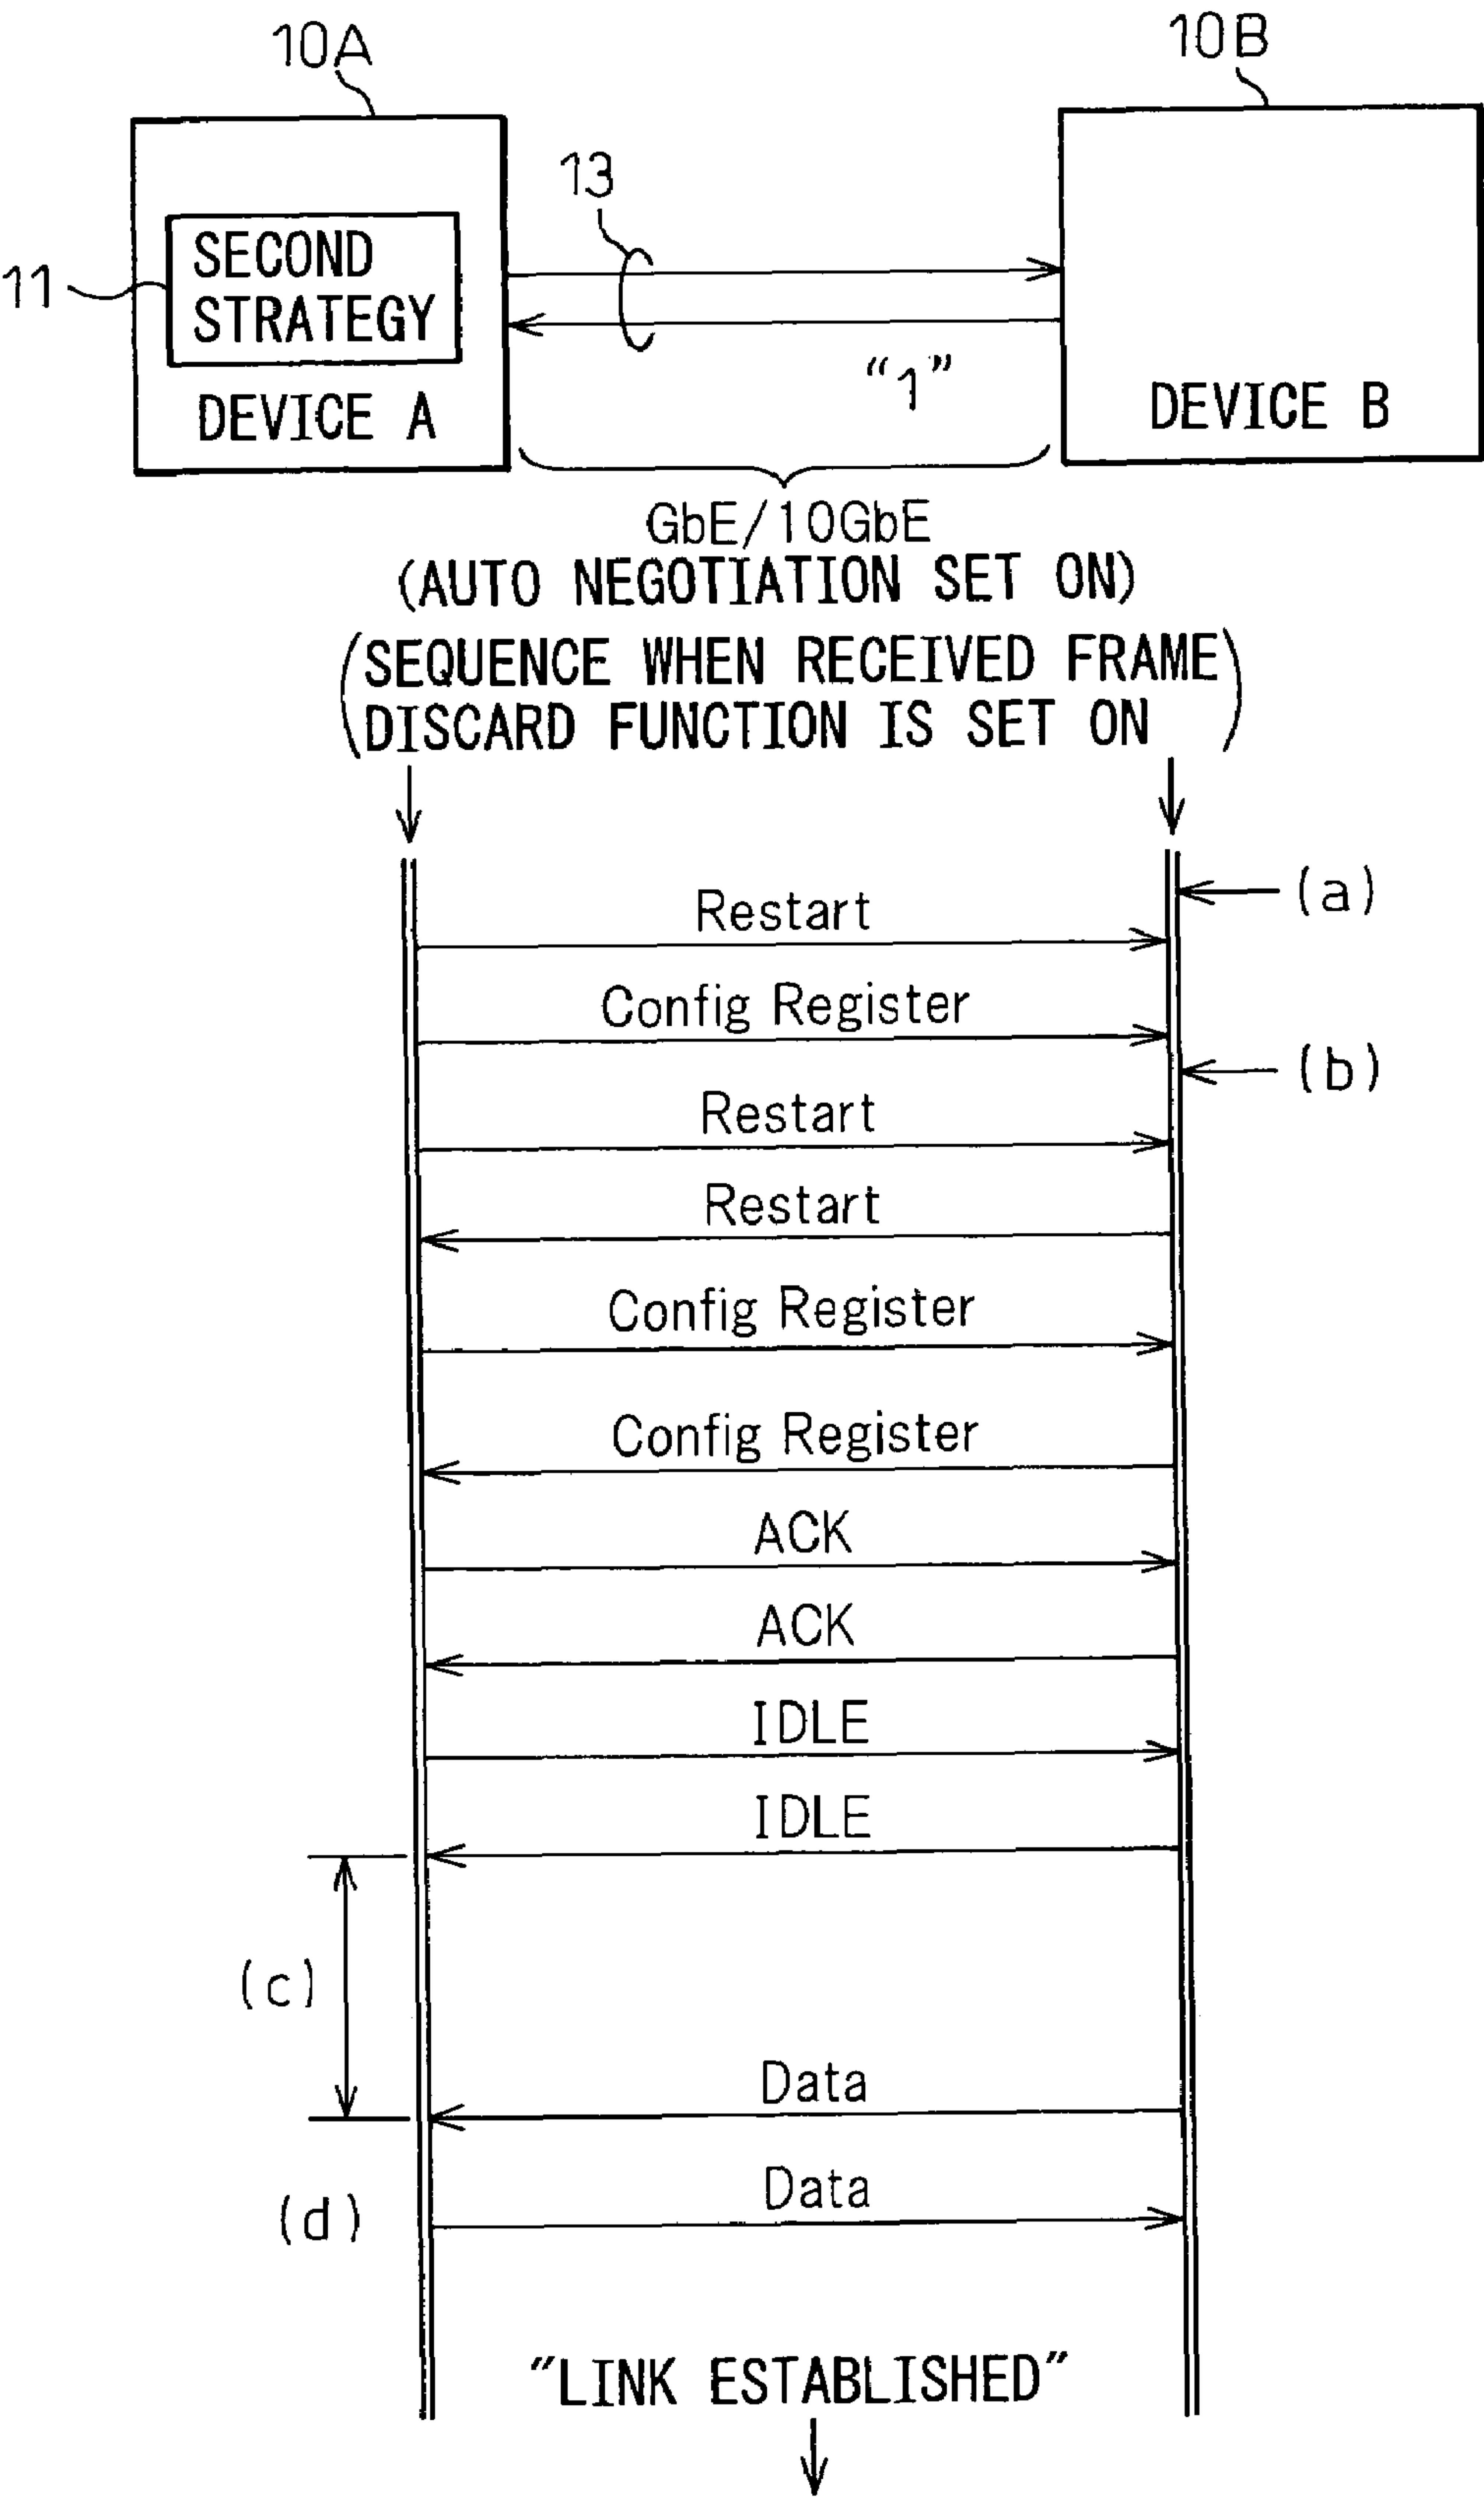 10A
10B
13
11
SECOND
STRATEGY
DEVICE A
“1”
DEVICE B
GbE/10GbE
(AUTO NEGOTIATION SET ON)
(SEQUENCE WHEN RECEIVED FRAME
DISCARD FUNCTION IS SET ON)
(a)
Restart
Config Register
(b)
Restart
Restart
Config Register
Config Register
ACK
ACK
IDLE
IDLE
(c)
Data
Data
(d)
"LINK ESTABLISHED"